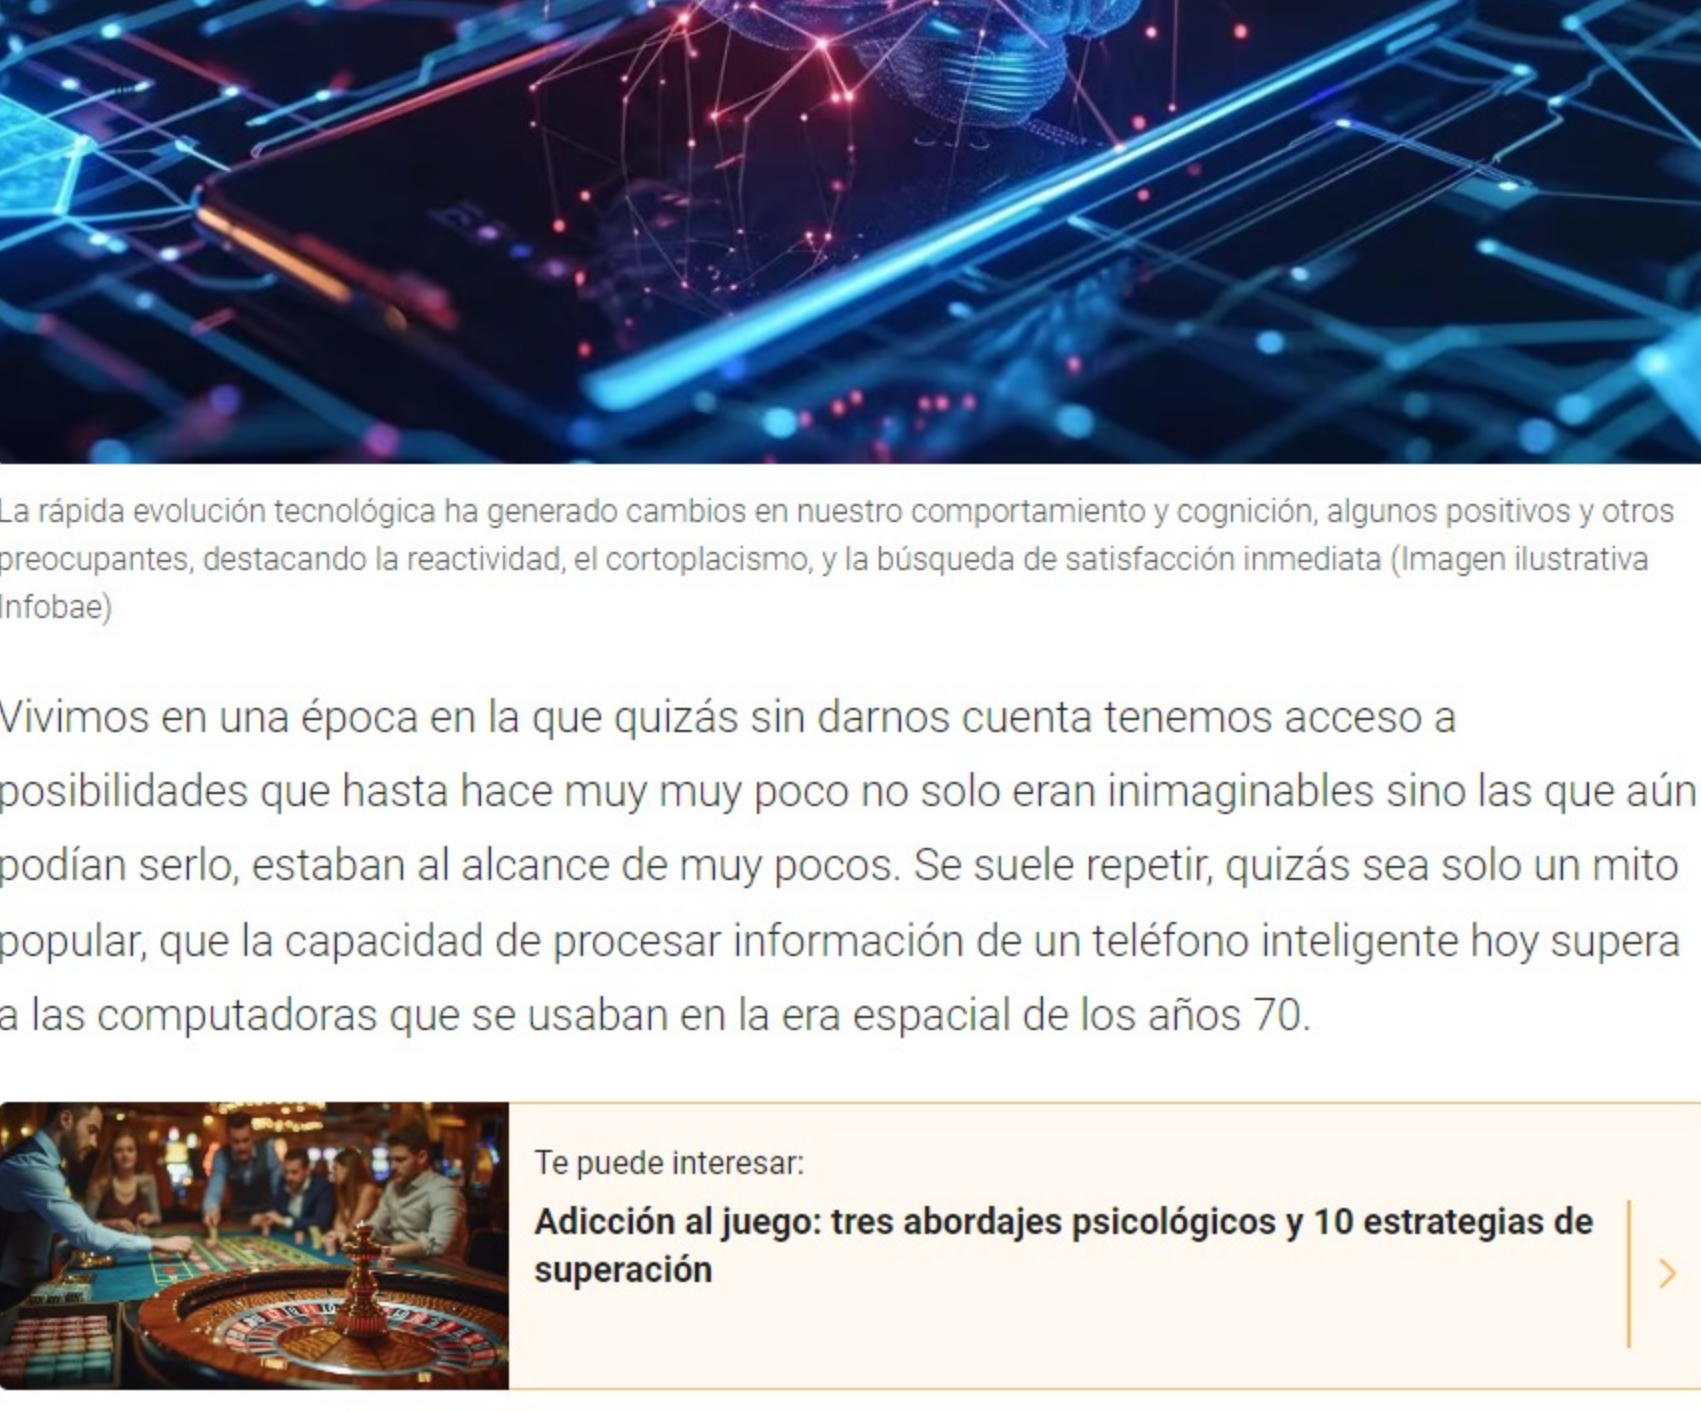 La rápida evolución tecnológica ha generado cambios en nuestro comportamiento y cognición, algunos positivos y otros
preocupantes, destacando la reactividad, el cortoplacismo, y la búsqueda de satisfacción inmediata (Imagen ilustrativa
Infobae)
Vivimos en una época en la que quizás sin darnos cuenta tenemos acceso a
posibilidades que hasta hace muy muy poco no solo eran inimaginables sino las que aún
podían serlo, estaban al alcance de muy pocos. Se suele repetir, quizás sea solo un mito
popular, que la capacidad de procesar información de un teléfono inteligente hoy supera
a las computadoras que se usaban en la era espacial de los años 70.
Te puede interesar:
Adicción al juego: tres abordajes psicológicos y 10 estrategias de
superación